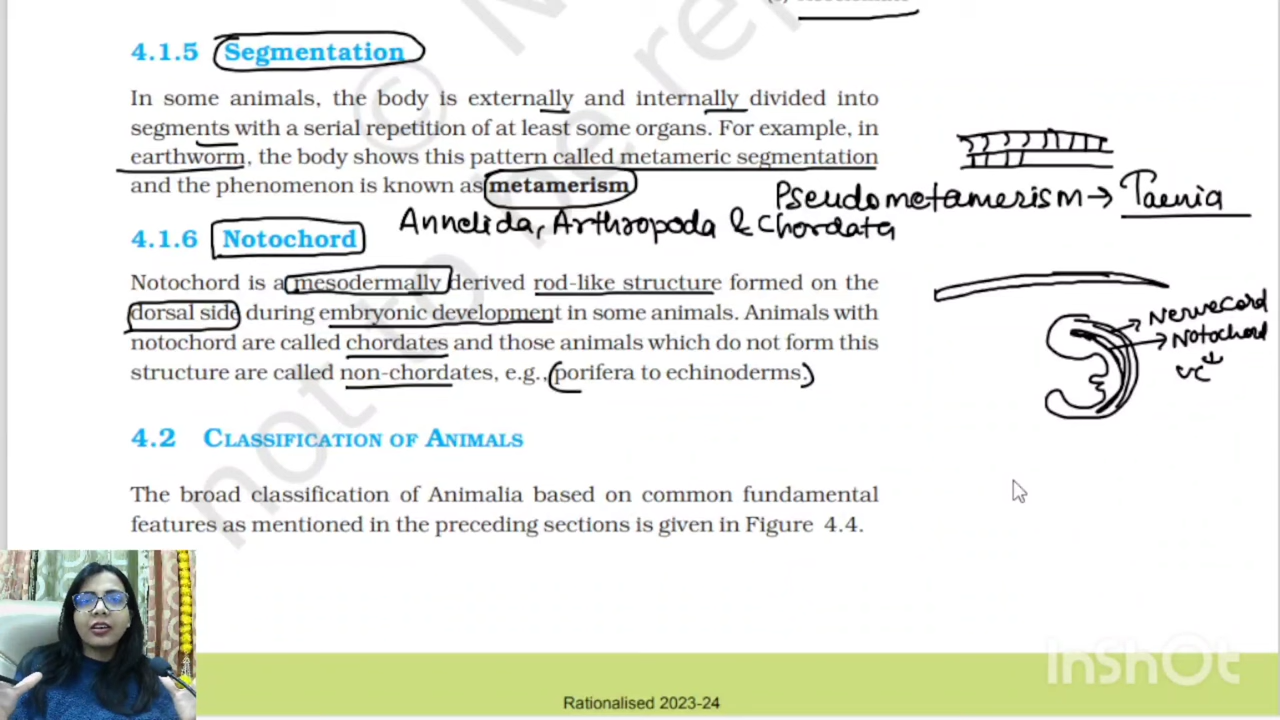 4.1.5 Segmentation
In some animals, the body is externally and internally divided into
segments with a serial repetition of at least some organs. For example, in
earthworm, the body shows this pattern called metameric segmentation
and the phenomenon is known as metamerism
Pseudometamerism → Taenia
Annelida, Arthropoda & Chordata
4.1.6 Notochord
Notochord is a mesodermally derived rod-like structure formed on the
dorsal side during embryonic development in some animals. Animals with
notochord are called chordates and those animals which do not form this
structure are called non-chordates, e.g., porifera to echinoderms.
Nervecord
Notochord
VC
4.2 CLASSIFICATION OF ANIMALS
The broad classification of Animalia based on common fundamental
features as mentioned in the preceding sections is given in Figure 4.4.
not to be re
©
InShOt
Rationalised 2023-24